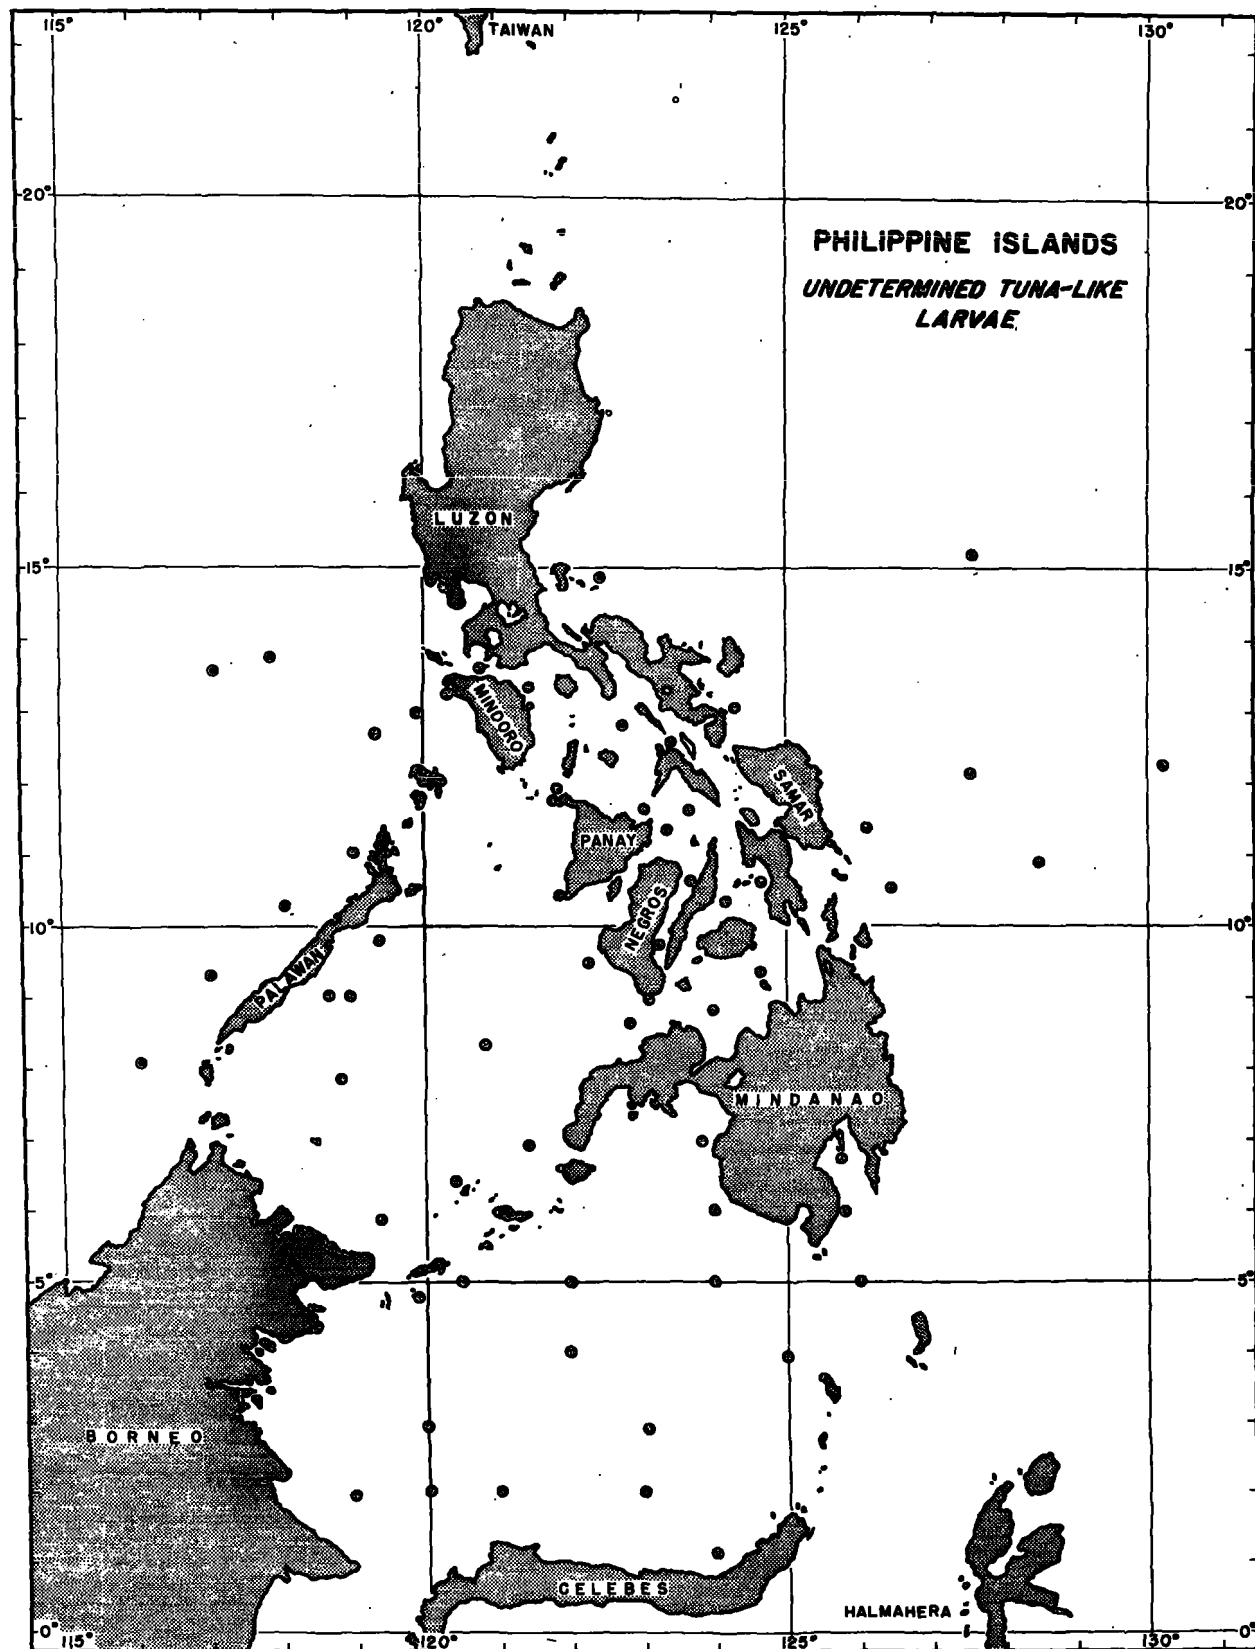 115° 120° 125° 130°
TAIWAN
20° 20°
PHILIPPINE ISLANDS
UNDETERMINED TUNA-LIKE
LARVAE
LUZON
15° 15°
MINDORO
SAMAR
PANAY
NEGROS
10° 10°
PALAWAN
MINDANAO
5° 5°
BORNEO
CELEBES
HALMAHERA
0° 115° 120° 125° 130° 0°